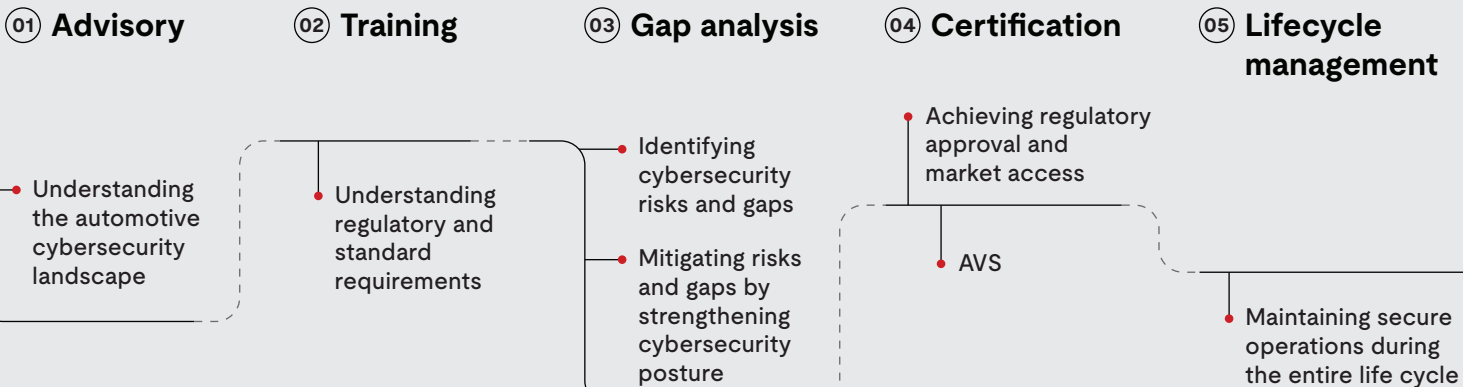 01 Advisory
Understanding
the automotive
cybersecurity
landscape
02 Training
Understanding
regulatory and
standard
requirements
03 Gap analysis
Identifying
cybersecurity
risks and gaps
Mitigating risks
and gaps by
strengthening
cybersecurity
posture
04 Certification
Achieving regulatory
approval and
market access
AVS
05 Lifecycle
management
Maintaining secure
operations during
the entire life cycle